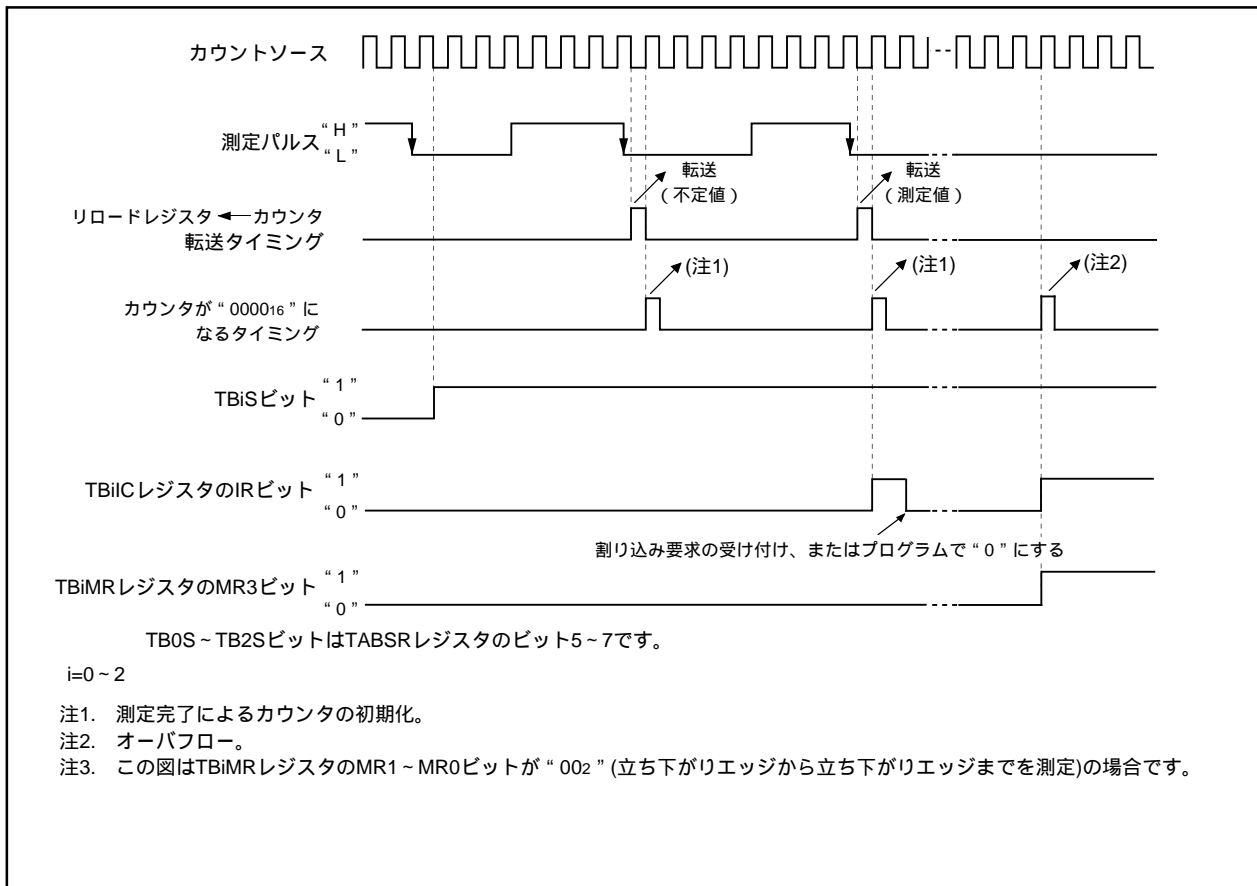 カウントソース
測定パルス
“ H ”
“ L ”
転送
( 不定値 )
転送
( 測定値 )
リロードレジスタ カウンタ
転送タイミング
(注1)
(注1)
(注2)
カウンタが “ 000016 ” に
なるタイミング
TBiSビット
“ 1 ”
“ 0 ”
TBiICレジスタのIRビット
“ 1 ”
“ 0 ”
割り込み要求の受け付け、またはプログラムで “ 0 ” にする
TBiMRレジスタのMR3ビット
“ 1 ”
“ 0 ”
TB0S ~ TB2SビットはTABSRレジスタのビット5 ~ 7です。
i=0 ~ 2
注1. 測定完了によるカウンタの初期化。
注2. オーバフロー。
注3. この図はTBiMRレジスタのMR1 ~ MR0ビットが “ 002 ” (立ち下がりエッジから立ち下がりエッジまでを測定)の場合です。